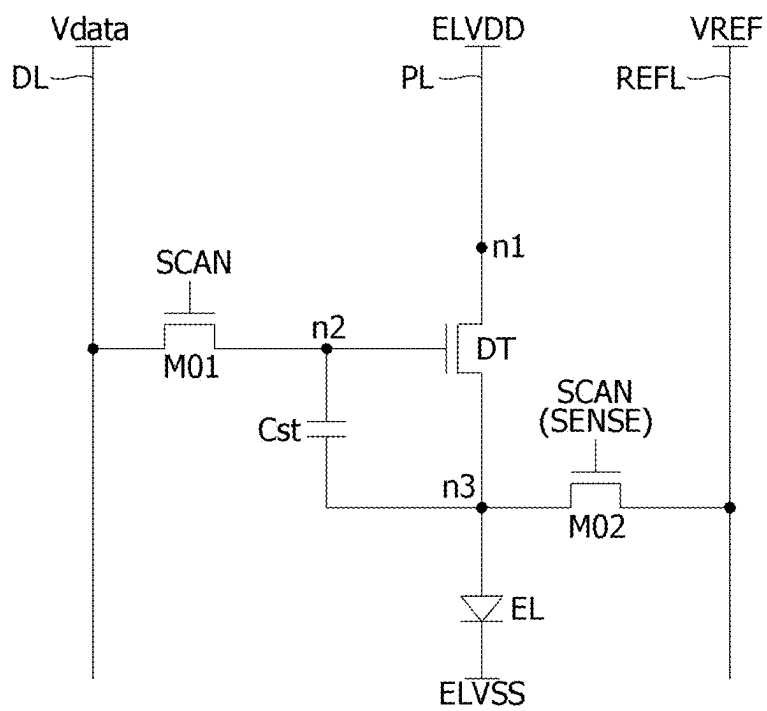 Vdata
ELVDD
VREF
DL
PL
REFL
n1
SCAN
n2
M01
DT
SCAN
(SENSE)
Cst
n3
M02
EL
ELVSS